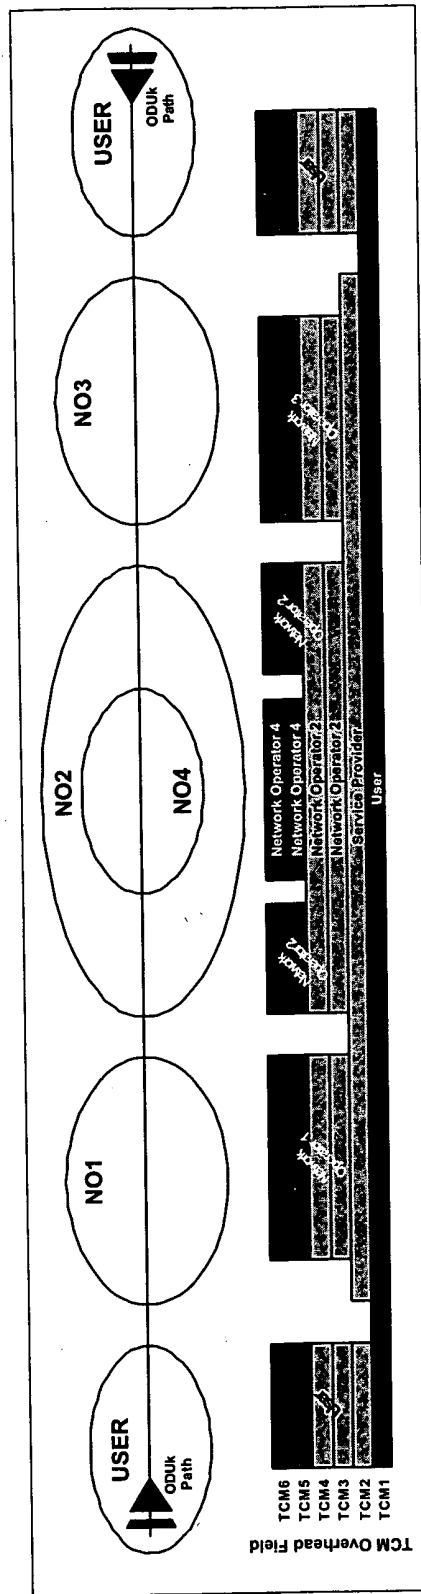 USER
ODUk
Path
NO1
NO2
NO4
NO3
USER
ODUk
Path
TCM Overhead Field
TCM6
TCM5
TCM4
TCM3
TCM2
TCM1
Network
Operator 2
Network Operator 4
Network Operator 4
Network Operator 2
Network Operator 2
Service Provider
User
Network
Operator 2
Network
Operator 3
Network